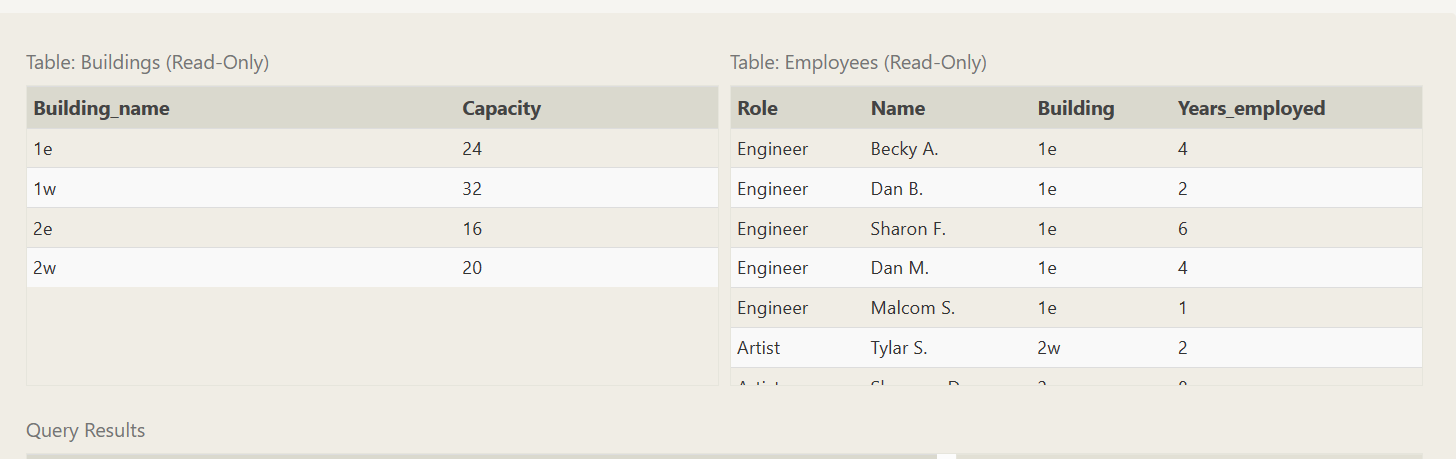 Table: Buildings (Read-Only)
Building_name Capacity
1e 24
1w 32
2e 16
2w 20
Table: Employees (Read-Only)
Role Name Building Years_employed
Engineer Becky A. 1e 4
Engineer Dan B. 1e 2
Engineer Sharon F. 1e 6
Engineer Dan M. 1e 4
Engineer Malcom S. 1e 1
Artist Tylar S. 2w 2
Query Results